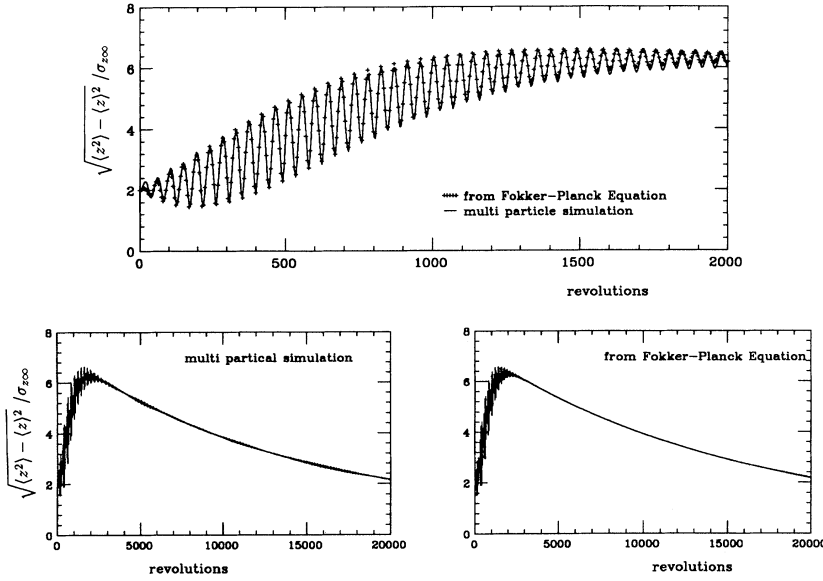 8
6
4
2
0
√⟨z²⟩ − ⟨z⟩² /σz∞
+++++ from Fokker-Planck Equation
— multi particle simulation
0 500 1000 1500 2000
revolutions
8
6
4
2
0
√⟨z²⟩ − ⟨z⟩² /σz∞
multi partical simulation
0 5000 10000 15000 20000
revolutions
8
6
4
2
0
from Fokker-Planck Equation
0 5000 10000 15000 20000
revolutions